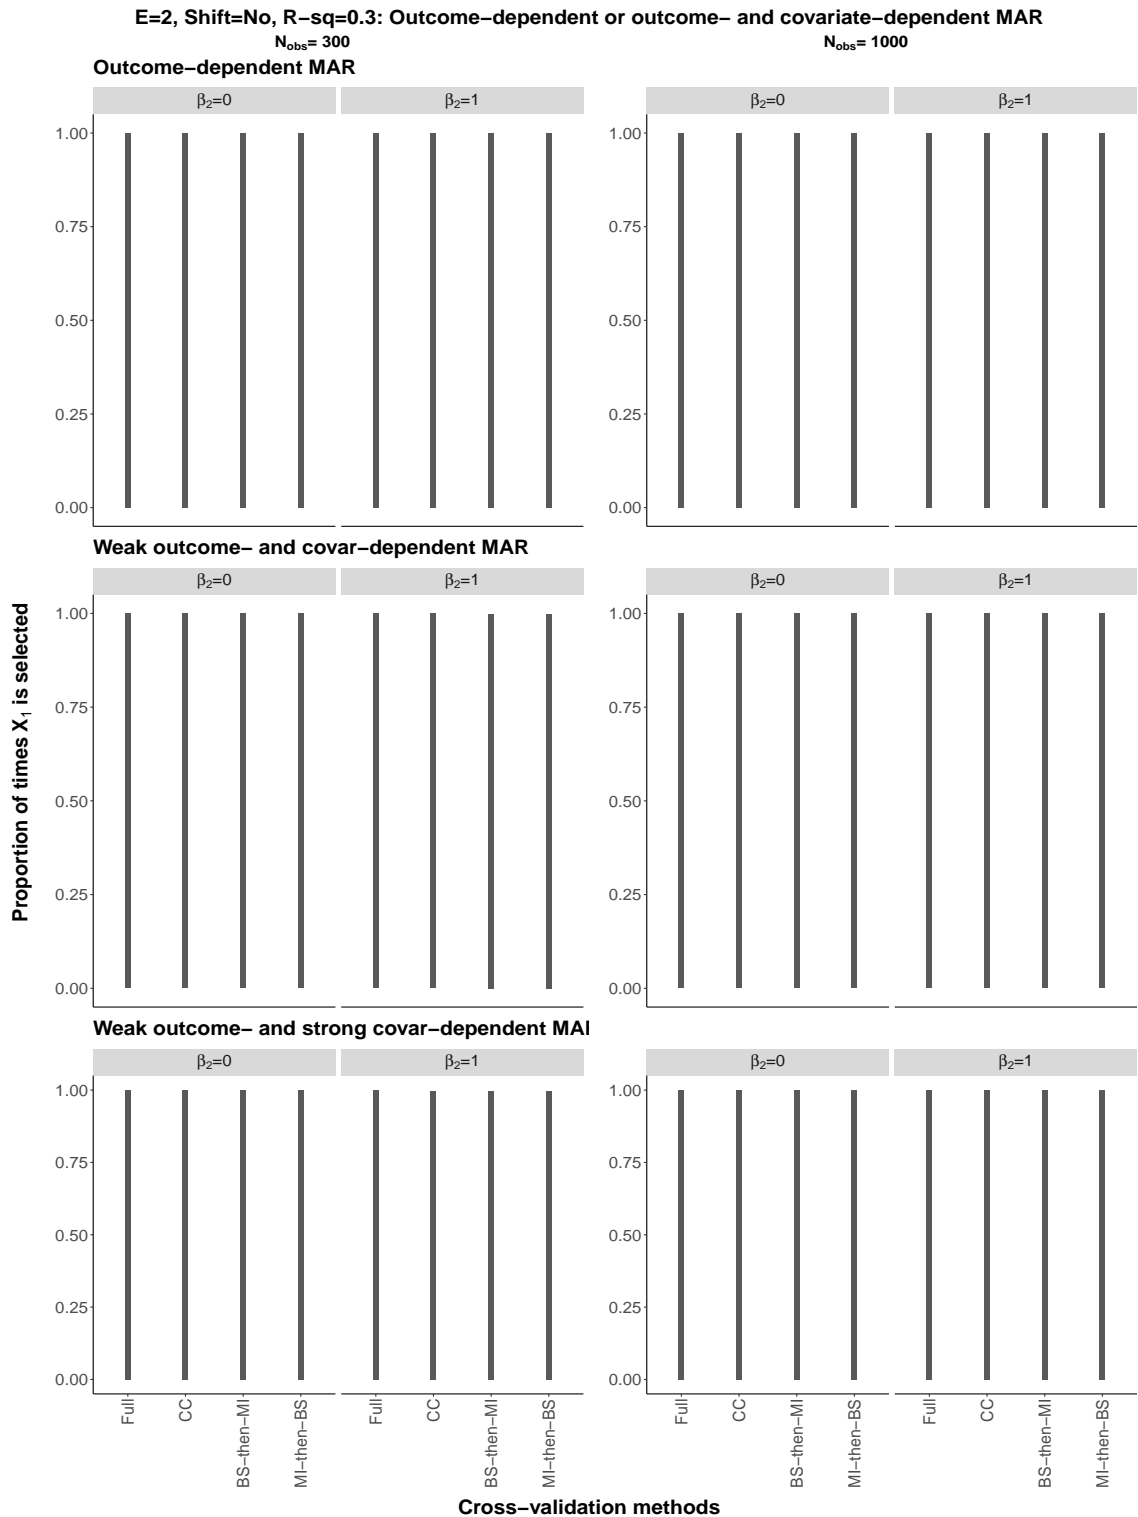 E=2, Shift=No, R−sq=0.3: Outcome−dependent or outcome− and covariate−dependent MAR
Nobs= 300
Nobs= 1000
Outcome−dependent MAR
β2=0
β2=1
β2=0
β2=1
1.00
0.75
0.50
0.25
0.00
1.00
0.75
0.50
0.25
0.00
Weak outcome− and covar−dependent MAR
β2=0
β2=1
β2=0
β2=1
1.00
0.75
0.50
0.25
0.00
1.00
0.75
0.50
0.25
0.00
Proportion of times X1 is selected
Weak outcome− and strong covar−dependent MA
β2=0
β2=1
β2=0
β2=1
1.00
0.75
0.50
0.25
0.00
1.00
0.75
0.50
0.25
0.00
Full
CC
BS−then−MI
MI−then−BS
Full
CC
BS−then−MI
MI−then−BS
Full
CC
BS−then−MI
MI−then−BS
Full
CC
BS−then−MI
MI−then−BS
Cross−validation methods